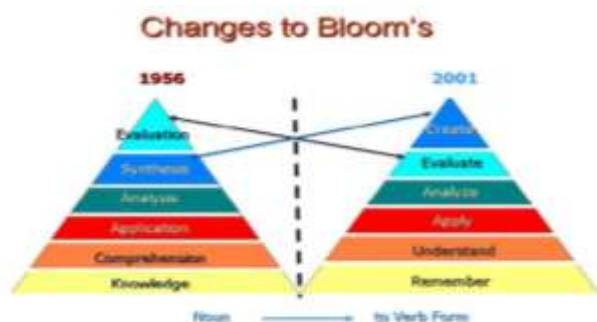 Changes to Bloom's
1956
2001
Evaluation
Synthesis
Analysis
Application
Comprehension
Knowledge
Create
Evaluate
Analyze
Apply
Understand
Remember
Noun to Verb Form